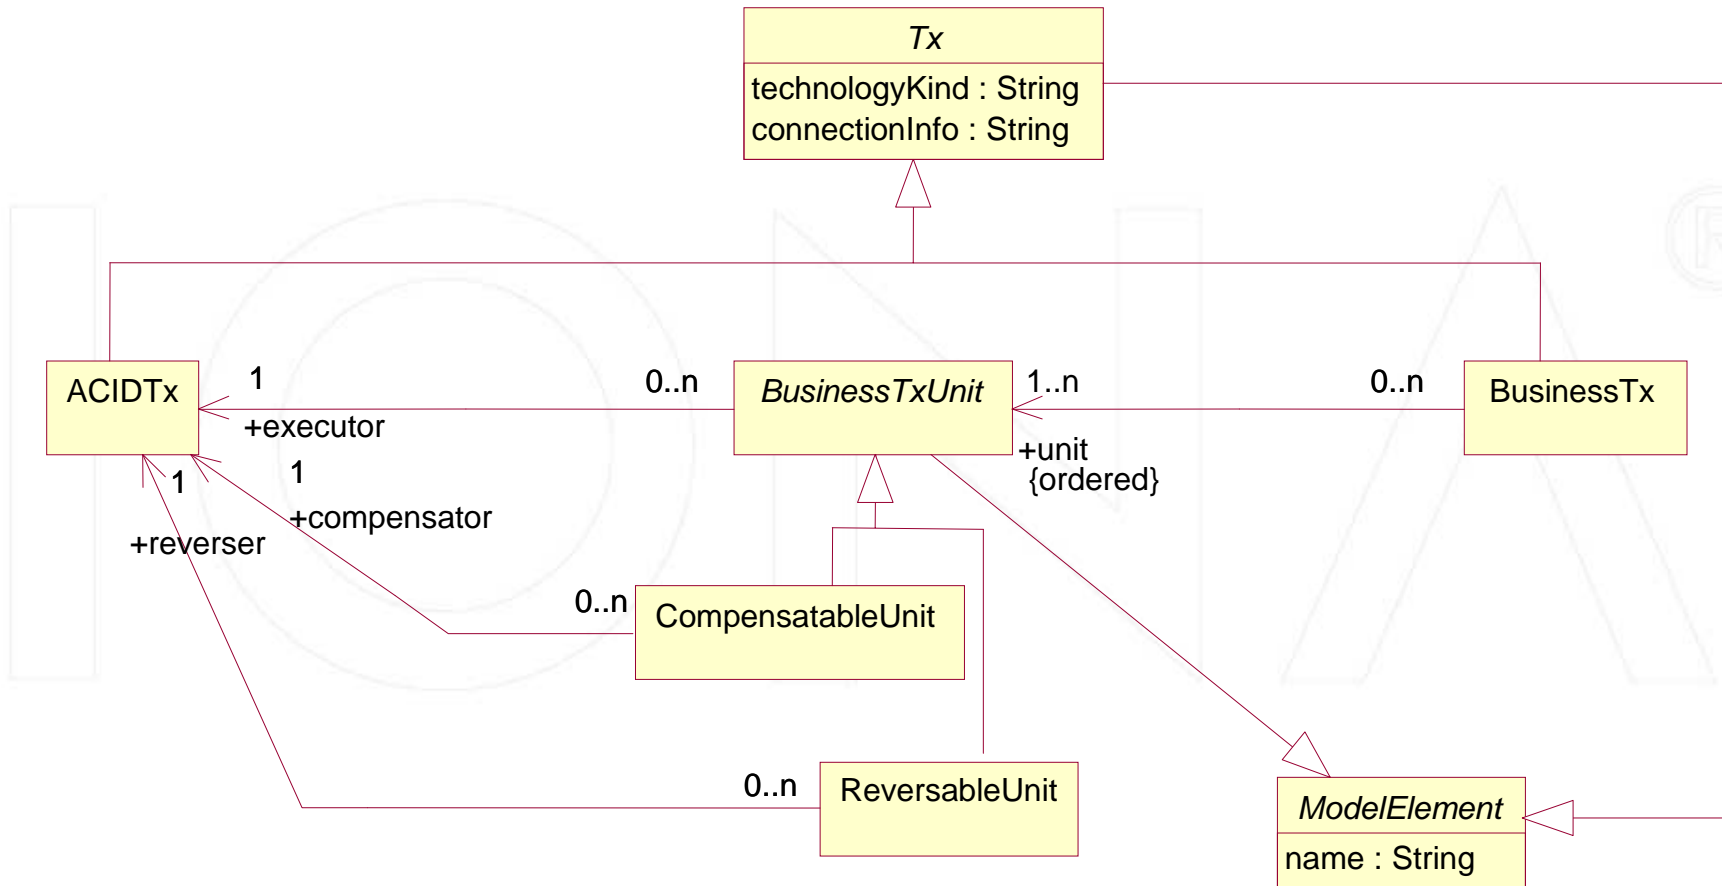 Tx
technologyKind : String
connectionInfo : String
IONA®
ACIDTx
1
+executor
0..n
BusinessTxUnit
1..n
+unit
{ordered}
0..n
BusinessTx
1
+compensator
1
+reverser
0..n
CompensatableUnit
0..n
ReversableUnit
ModelElement
name : String